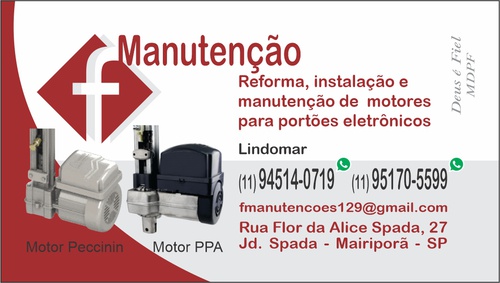 f Manutenção
Reforma, instalação e
manutenção de motores
para portões eletrônicos
Deus é Fiel
MDPF
Lindomar
(11) 94514-0719 (11) 95170-5599
fmanutencoes129@gmail.com
Rua Flor da Alice Spada, 27
Jd. Spada - Mairiporã - SP
Motor Peccinin Motor PPA